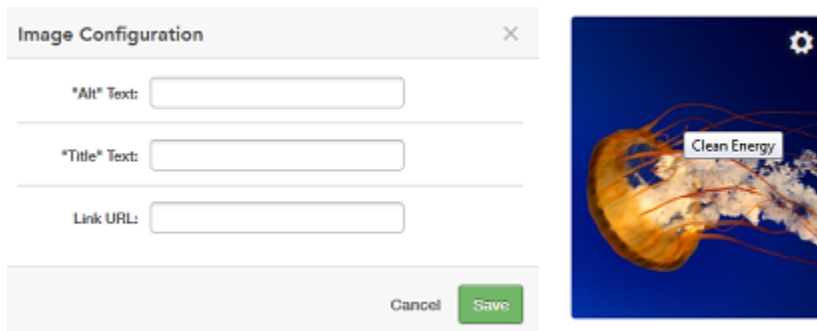 Image Configuration
"Alt" Text:
"Title" Text:
Link URL:
Cancel
Save
Clean Energy